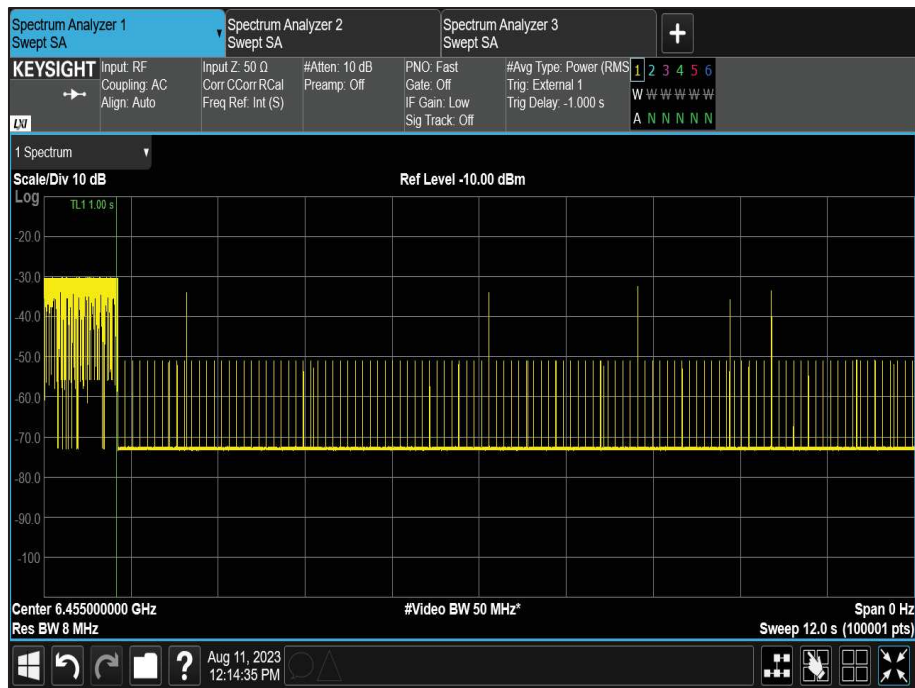 Spectrum Analyzer 1
Swept SA
Spectrum Analyzer 2
Swept SA
Spectrum Analyzer 3
Swept SA
+
KEYSIGHT
LXI
Input: RF
Coupling: AC
Align: Auto
Input Z: 50 Ω
Corr CCorr RCal
Freq Ref: Int (S)
#Atten: 10 dB
Preamp: Off
PNO: Fast
Gate: Off
IF Gain: Low
Sig Track: Off
#Avg Type: Power (RMS
Trig: External 1
Trig Delay: -1.000 s
1 2 3 4 5 6
W W W W W W
A N N N N N
1 Spectrum
Scale/Div 10 dB
Ref Level -10.00 dBm
Log
TL1 1.00 s
-20.0
-30.0
-40.0
-50.0
-60.0
-70.0
-80.0
-90.0
-100
Center 6.455000000 GHz
#Video BW 50 MHz*
Span 0 Hz
Res BW 8 MHz
Sweep 12.0 s (100001 pts)
?
Aug 11, 2023
12:14:35 PM